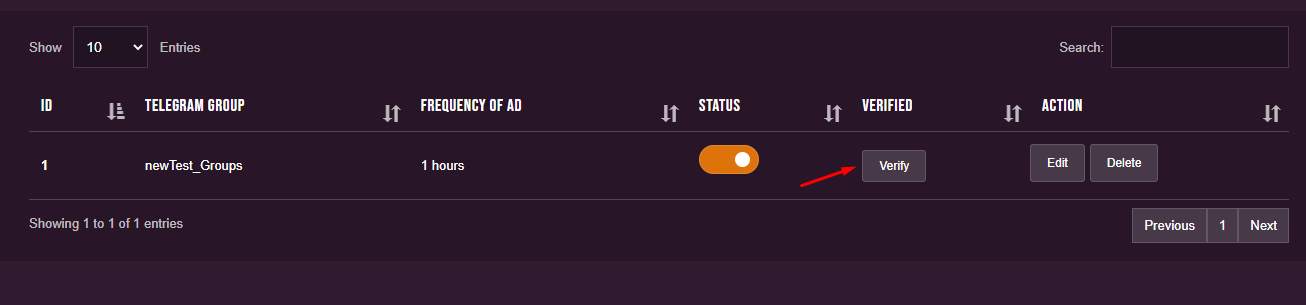 Show 10 Entries Search:
ID TELEGRAM GROUP FREQUENCY OF AD STATUS VERIFIED ACTION
1 newTest_Groups 1 hours Verify Edit Delete
Showing 1 to 1 of 1 entries Previous 1 Next